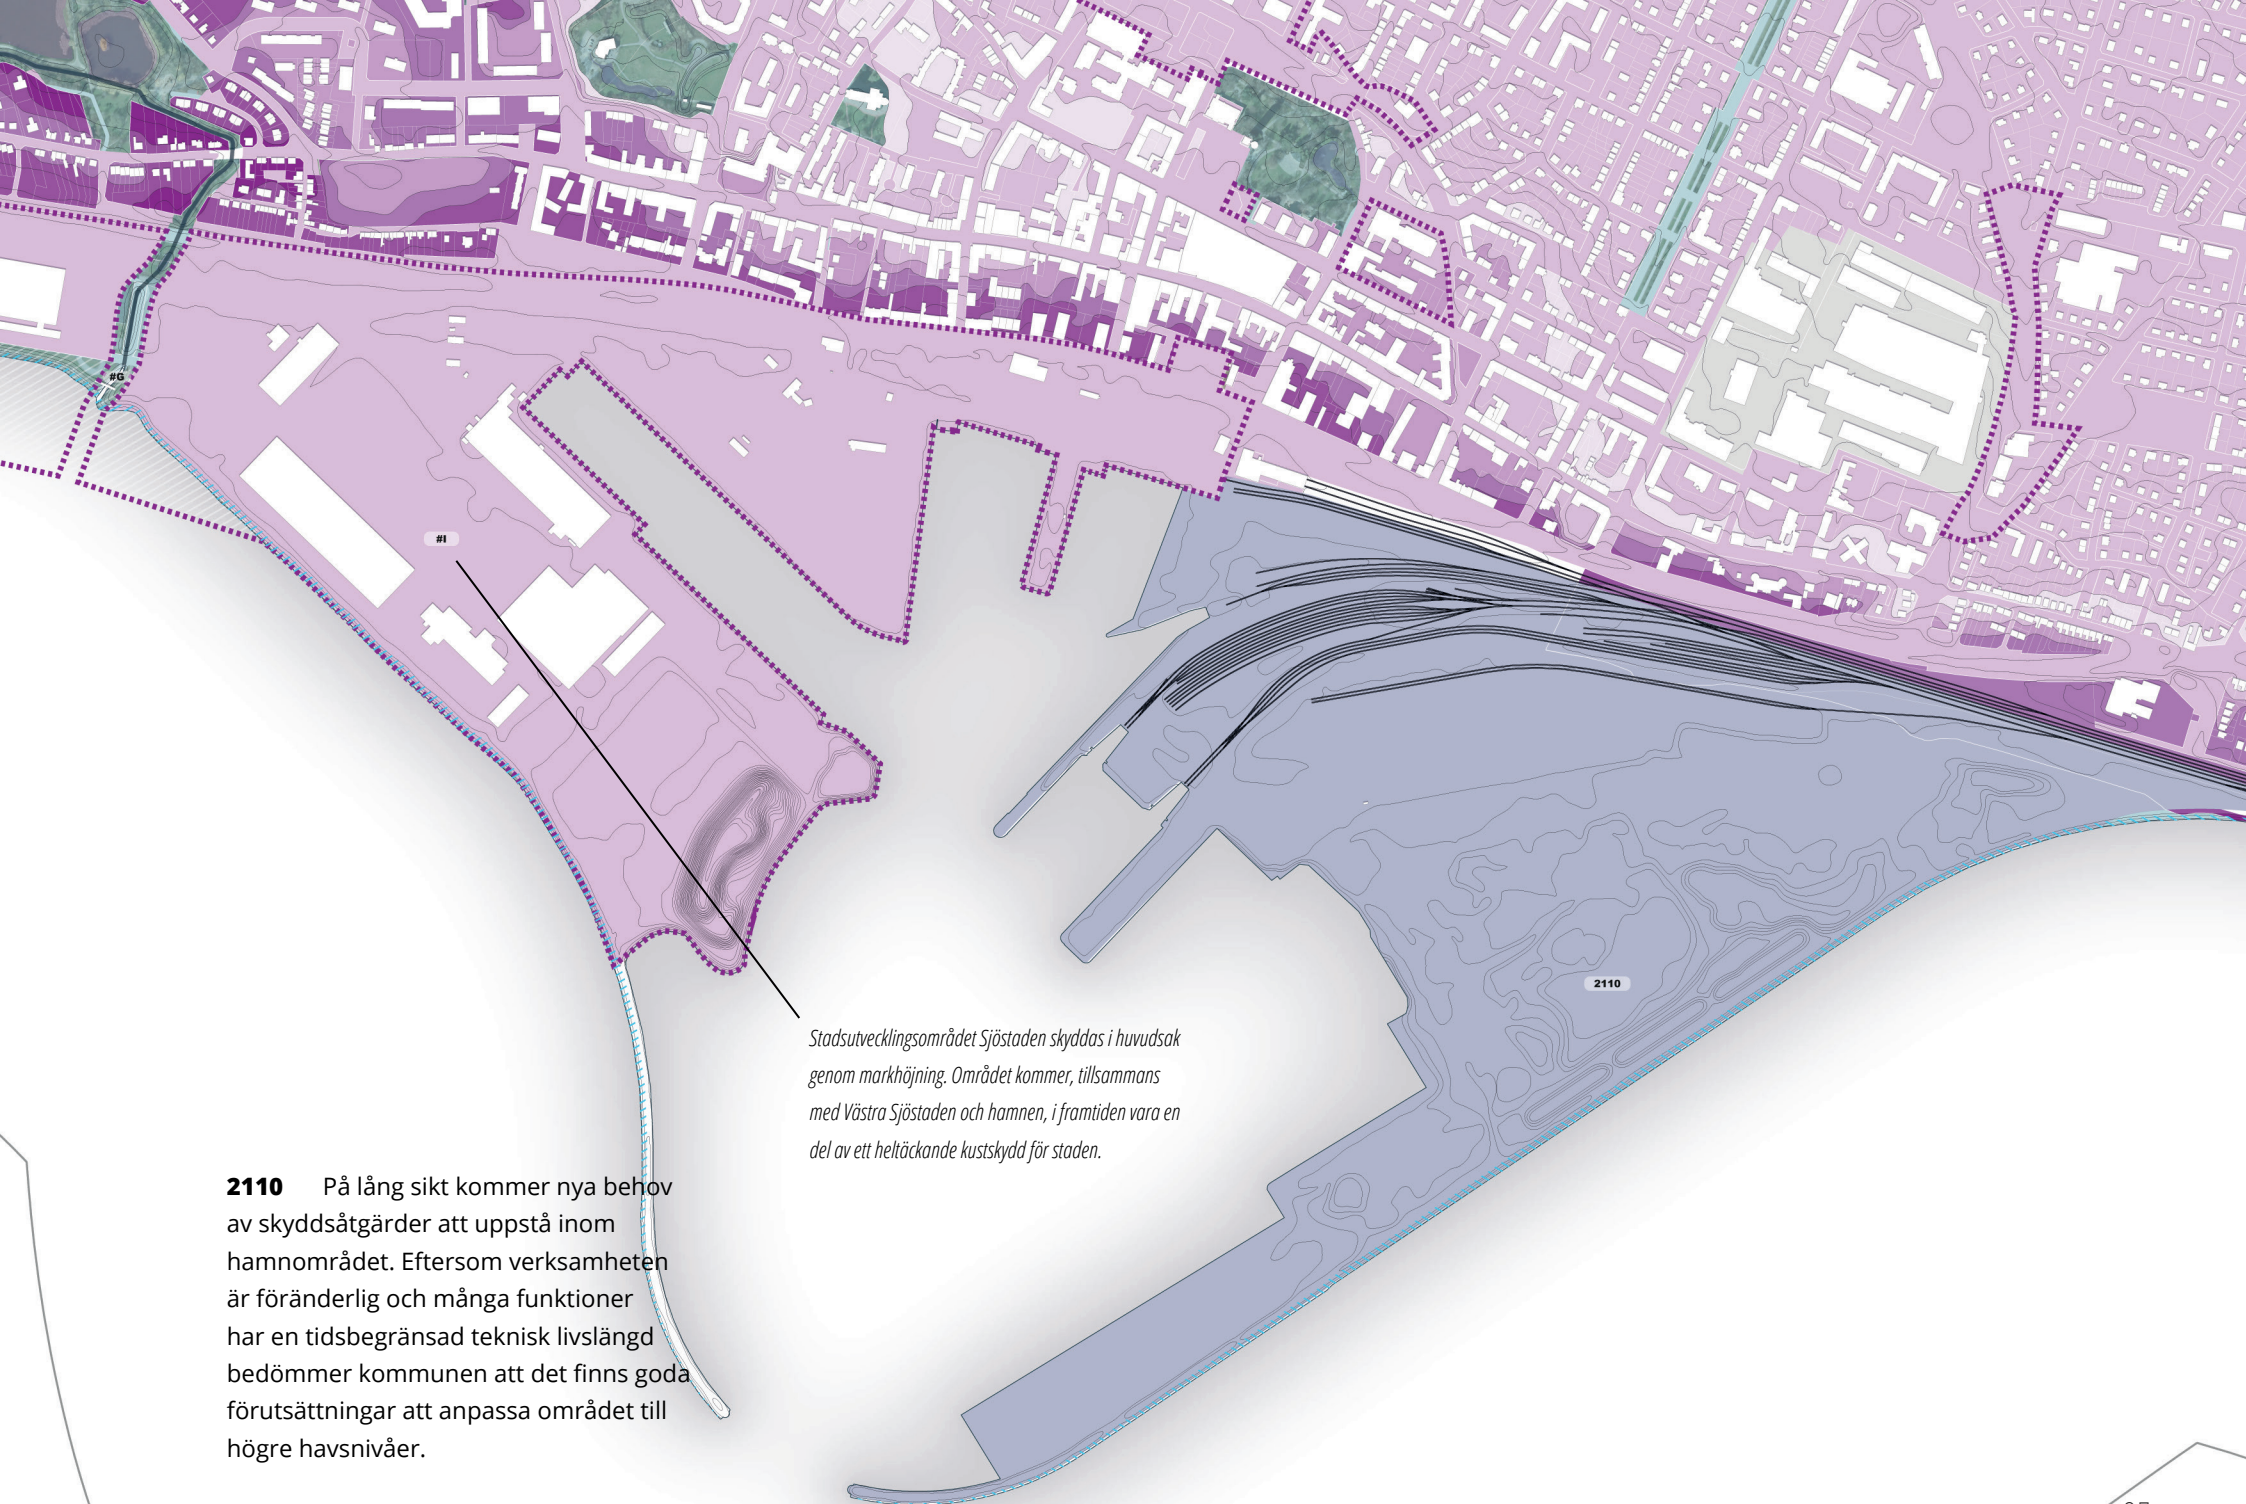 #G
#I
2110
Stadsutvecklingsområdet Sjöstaden skyddas i huvudsak
genom markhöjning. Området kommer, tillsammans
med Västra Sjöstaden och hamnen, i framtiden vara en
del av ett heltäckande kustskydd för staden.
2110 På lång sikt kommer nya behov
av skyddsåtgärder att uppstå inom
hamnområdet. Eftersom verksamheten
är föränderlig och många funktioner
har en tidsbegränsad teknisk livslängd
bedömmer kommunen att det finns goda
förutsättningar att anpassa området till
högre havsnivåer.